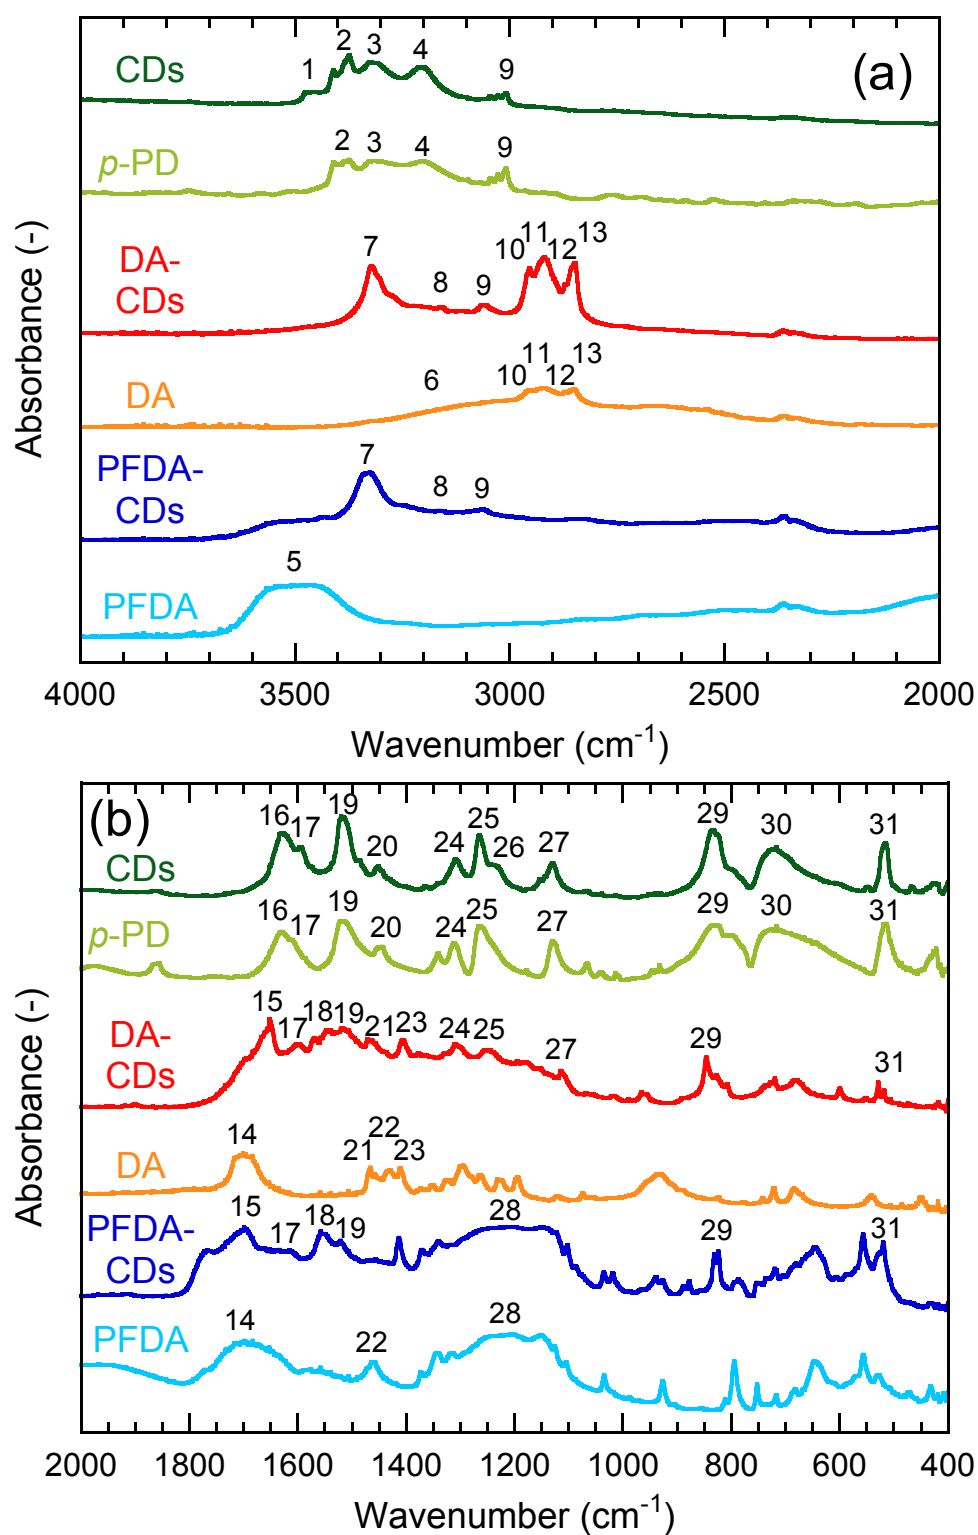 (a)
CDs
1 2 3 4 9
p-PD
2 3 4 9
DA-
CDs
7 8 9 10 11 12 13
DA
6 10 11 12 13
PFDA-
CDs
7 8 9
PFDA
5
Absorbance (-)
4000 3500 3000 2500 2000
Wavenumber (cm⁻¹)
(b)
CDs
16 17 19 20 24 25 26 27 29 30 31
p-PD
16 17 19 20 24 25 27 29 30 31
DA-
CDs
15 17 18 19 21 23 24 25 27 29 31
DA
14 21 22 23
PFDA-
CDs
15 17 18 19 28 29 31
PFDA
14 22 28
Absorbance (-)
2000 1800 1600 1400 1200 1000 800 600 400
Wavenumber (cm⁻¹)